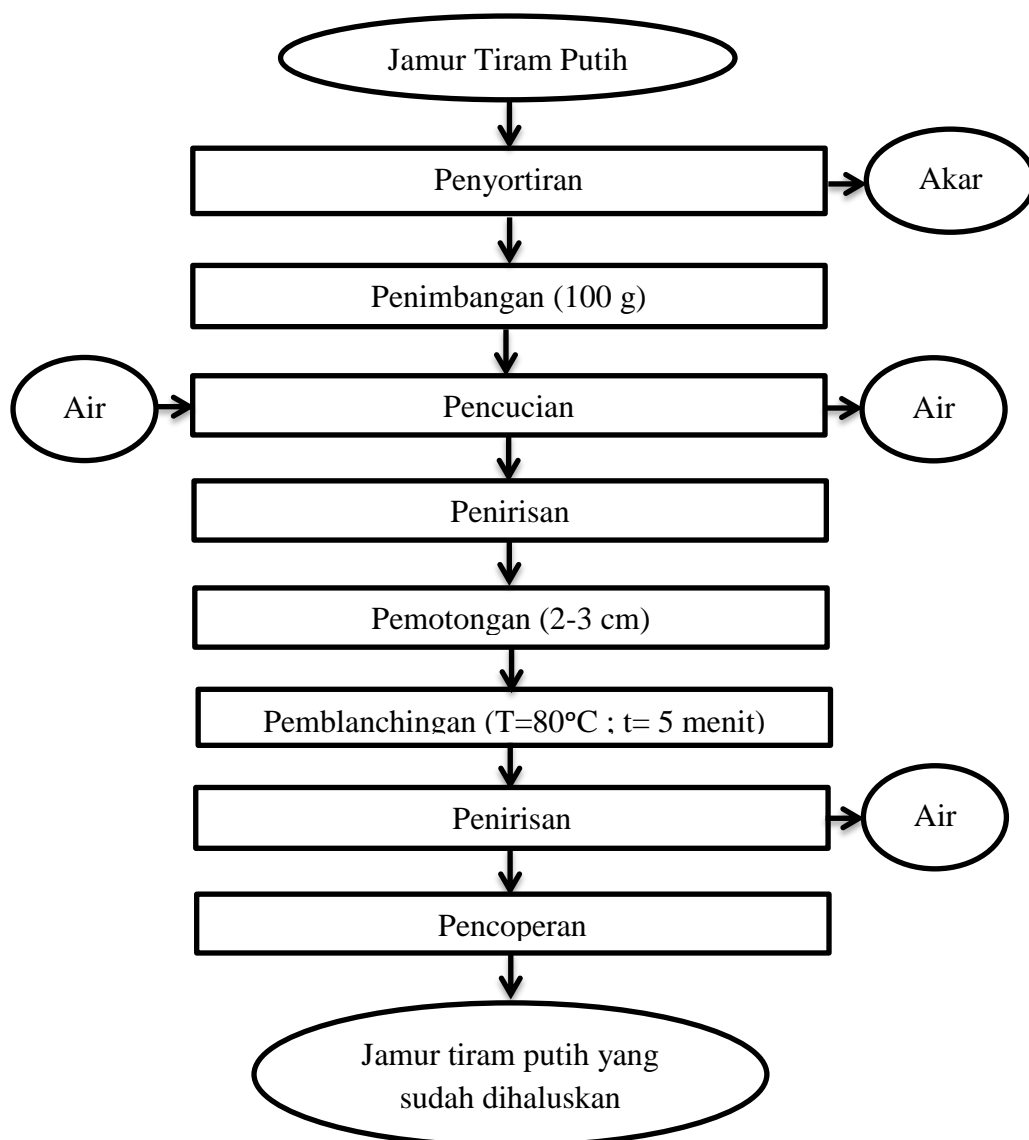 Jamur Tiram Putih
Penyortiran
Akar
Penimbangan (100 g)
Air
Pencucian
Air
Penirisan
Pemotongan (2-3 cm)
Pemblanchingan (T=80°C ; t= 5 menit)
Penirisan
Air
Pencoperan
Jamur tiram putih yang
sudah dihaluskan